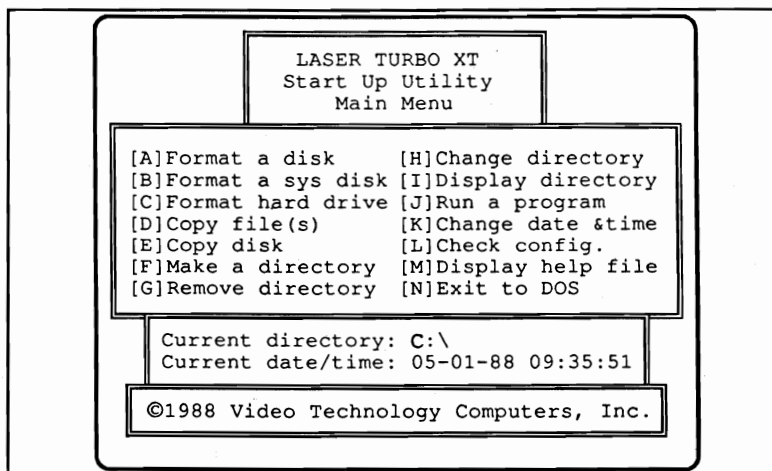 LASER TURBO XT
Start Up Utility
Main Menu
[A]Format a disk [H]Change directory
[B]Format a sys disk [I]Display directory
[C]Format hard drive [J]Run a program
[D]Copy file(s) [K]Change date &time
[E]Copy disk [L]Check config.
[F]Make a directory [M]Display help file
[G]Remove directory [N]Exit to DOS
Current directory: C:\
Current date/time: 05-01-88 09:35:51
©1988 Video Technology Computers, Inc.